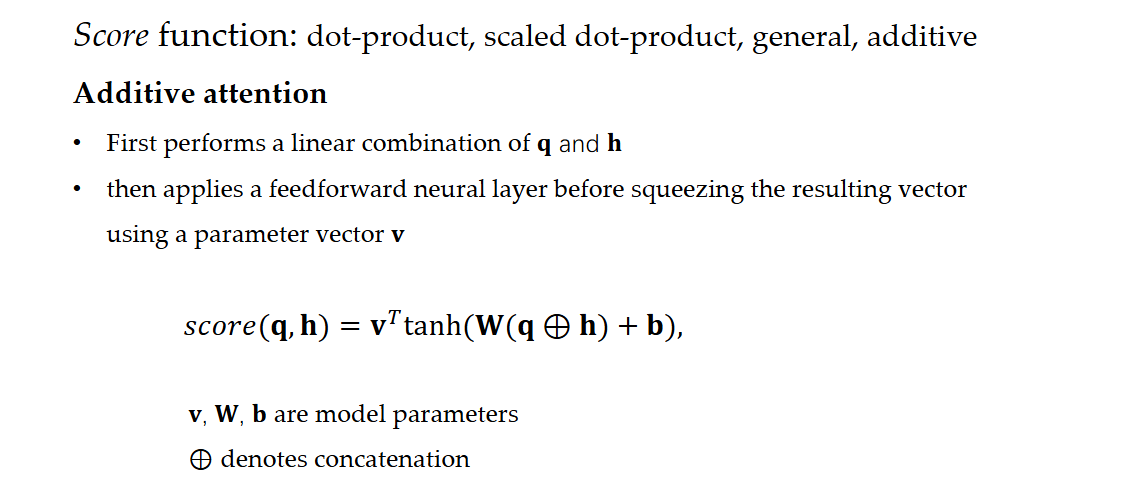 Score function: dot-product, scaled dot-product, general, additive
Additive attention
• First performs a linear combination of q and h
• then applies a feedforward neural layer before squeezing the resulting vector
using a parameter vector v
score(q, h) = v^T tanh(W(q ⊕ h) + b),
v, W, b are model parameters
⊕ denotes concatenation